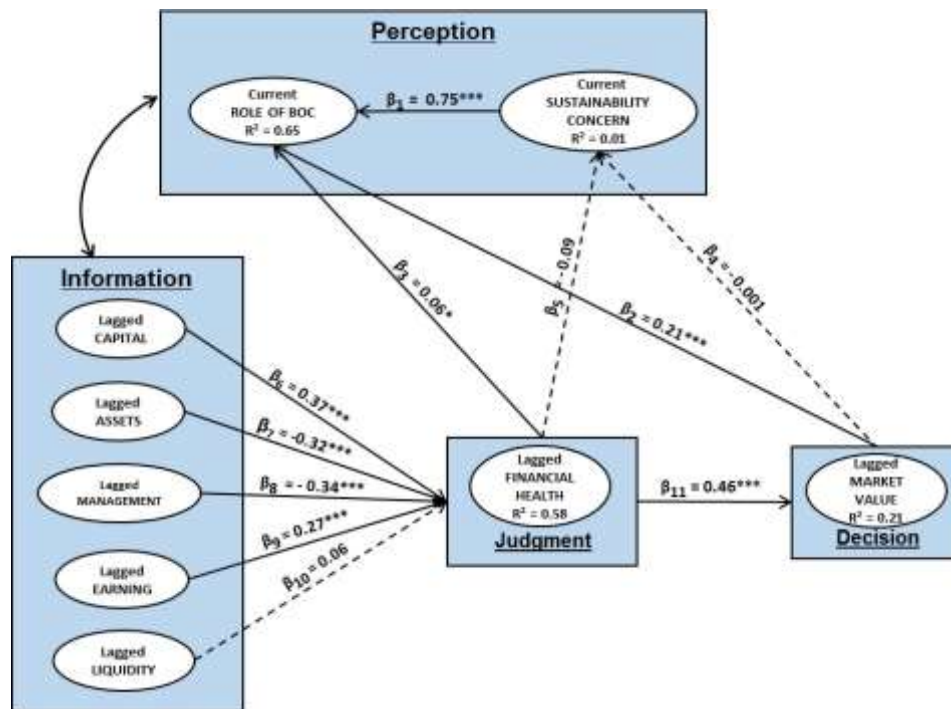 Perception
Current
ROLE OF BOC
R² = 0.65
β₁ = 0.75***
Current
SUSTAINABILITY
CONCERN
R² = 0.01
Information
Lagged
CAPITAL
Lagged
ASSETS
Lagged
MANAGEMENT
Lagged
EARNING
Lagged
LIQUIDITY
β₃ = 0.06*
β₅ = -0.09
β₄ = -0.001
β₂ = 0.21***
β₆ = 0.37***
β₇ = -0.32***
β₈ = - 0.34***
β₉ = 0.27***
β₁₀ = 0.06
Lagged
FINANCIAL
HEALTH
R² = 0.58
Judgment
β₁₁ = 0.46***
Lagged
MARKET
VALUE
R² = 0.21
Decision